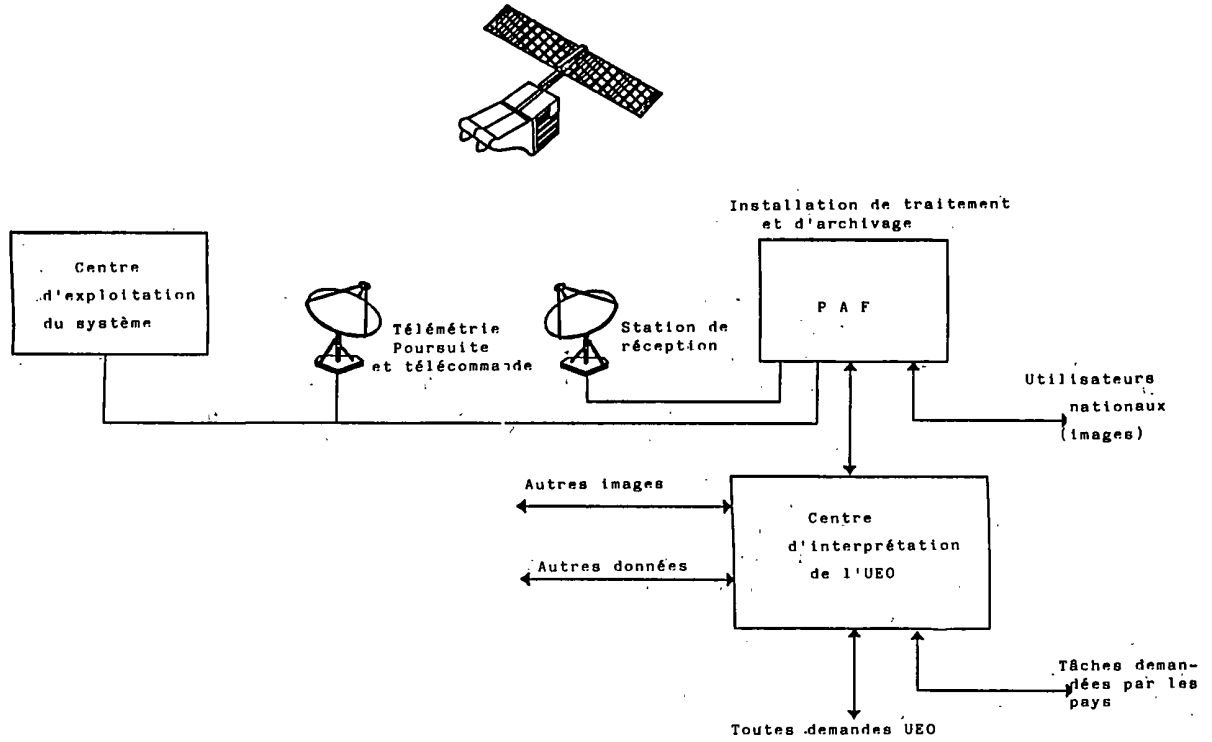 Installation de traitement
et d'archivage
Centre
d'exploitation
du système
P A F
Télémétrie
Poursuite
et télécommande
Station de
réception
Utilisateurs
nationaux
(images)
Autres images
Centre
d'interprétation
de l'UEO
Autres données
Tâches deman-
dées par les
pays
Toutes demandes UEO